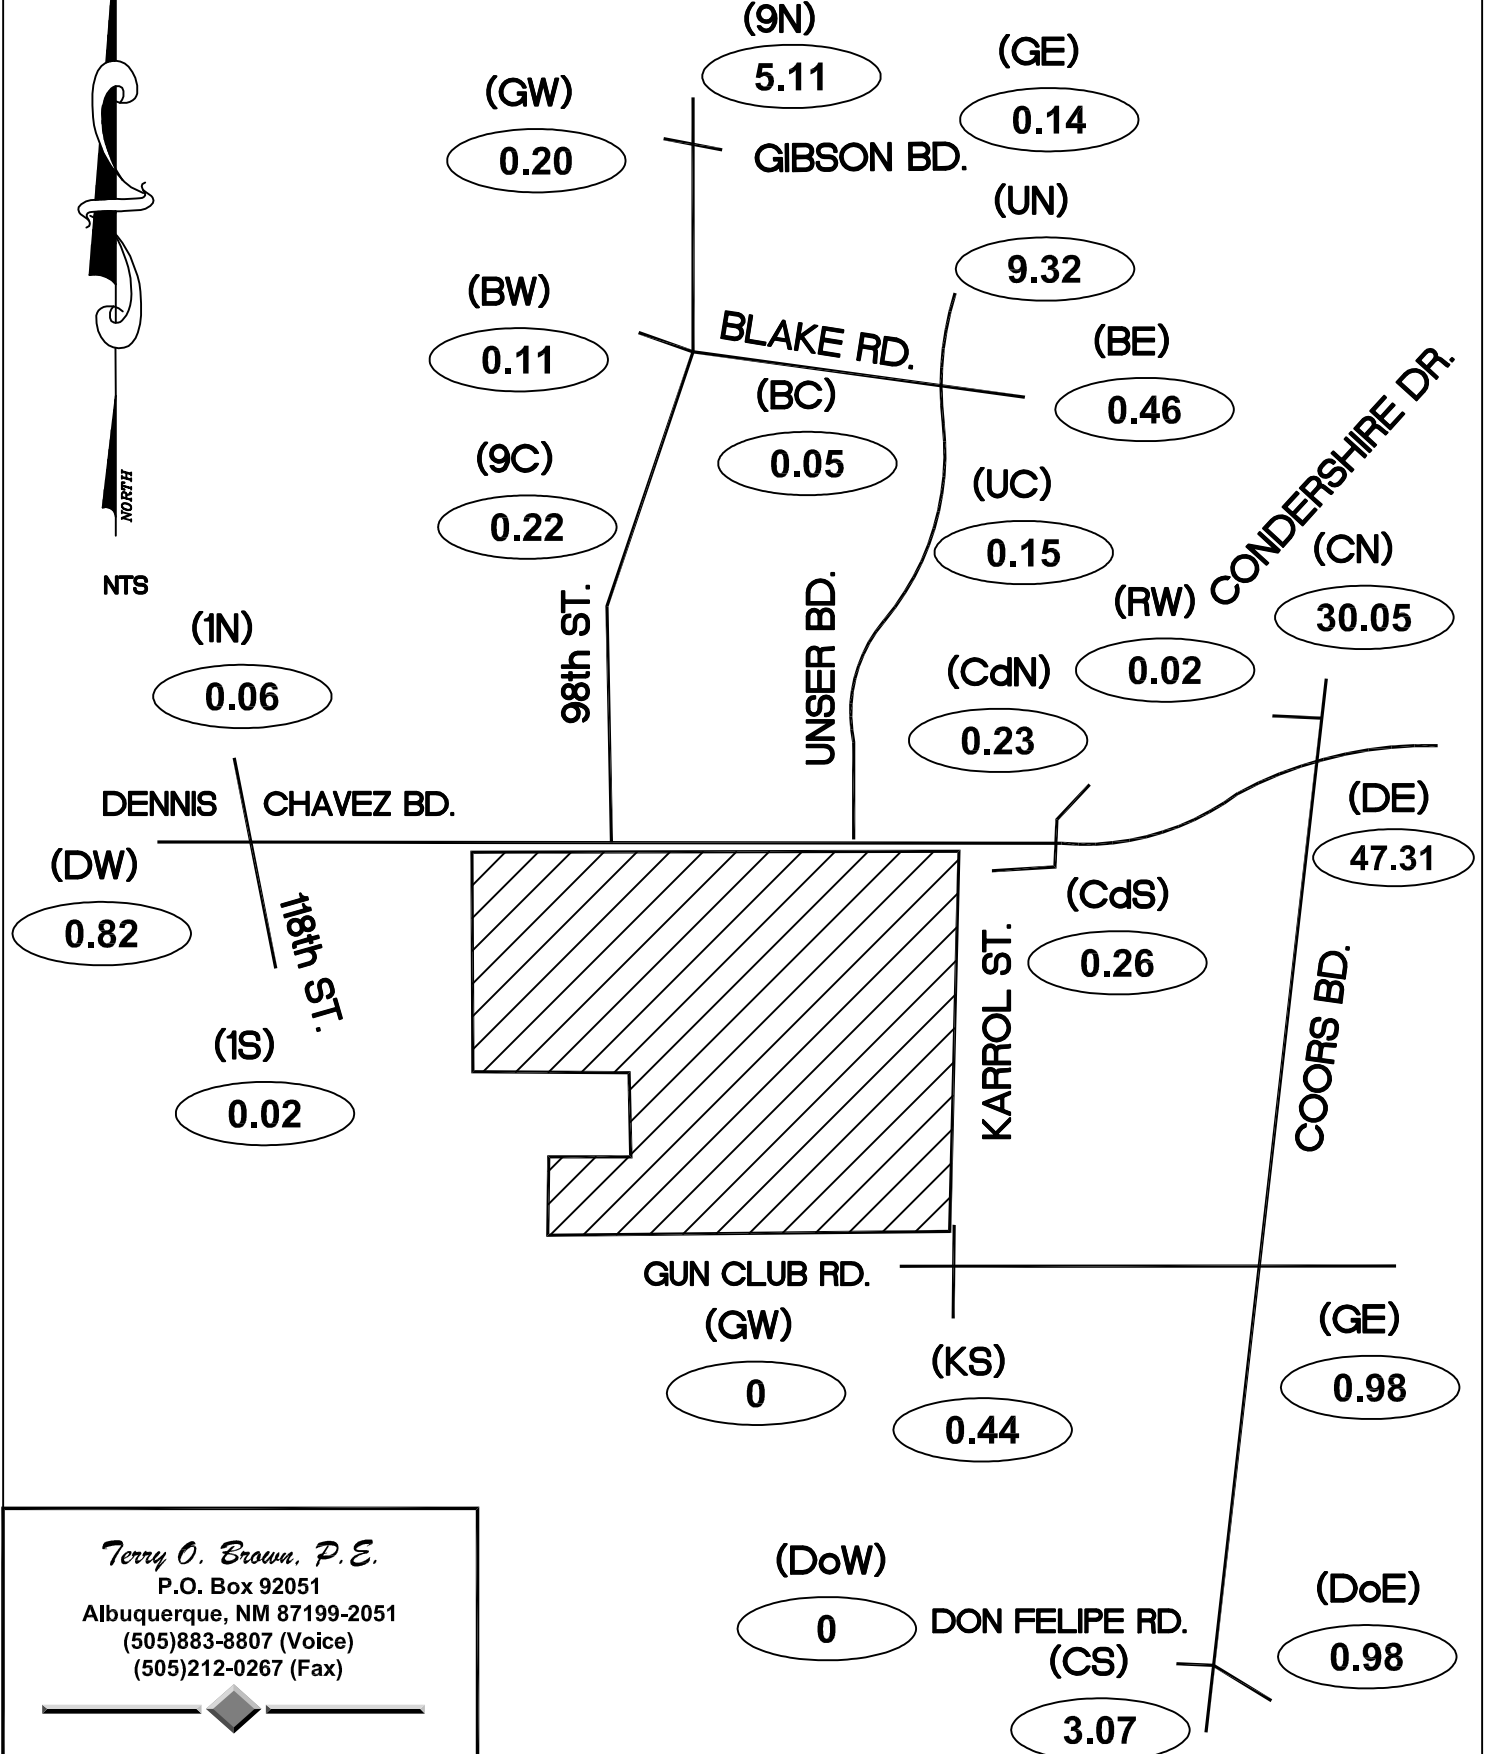 (9N)
5.11
(GE)
0.14
(GW)
0.20
GIBSON BD.
(UN)
9.32
(BW)
0.11
BLAKE RD.
(BE)
0.46
(BC)
0.05
(9C)
0.22
(UC)
0.15
CONDERSHIRE DR.
NORTH
NTS
(CN)
30.05
(RW)
0.02
(1N)
0.06
98th ST.
UNSER BD.
(CdN)
0.23
DENNIS CHAVEZ BD.
(DE)
47.31
(DW)
0.82
118th ST.
(CdS)
0.26
KARROL ST.
COORS BD.
(1S)
0.02
GUN CLUB RD.
(GW)
0
(KS)
0.44
(GE)
0.98
(DoW)
0
DON FELIPE RD.
(DoE)
0.98
(CS)
3.07
Terry O. Brown, P.E.
P.O. Box 92051
Albuquerque, NM 87199-2051
(505)883-8807 (Voice)
(505)212-0267 (Fax)